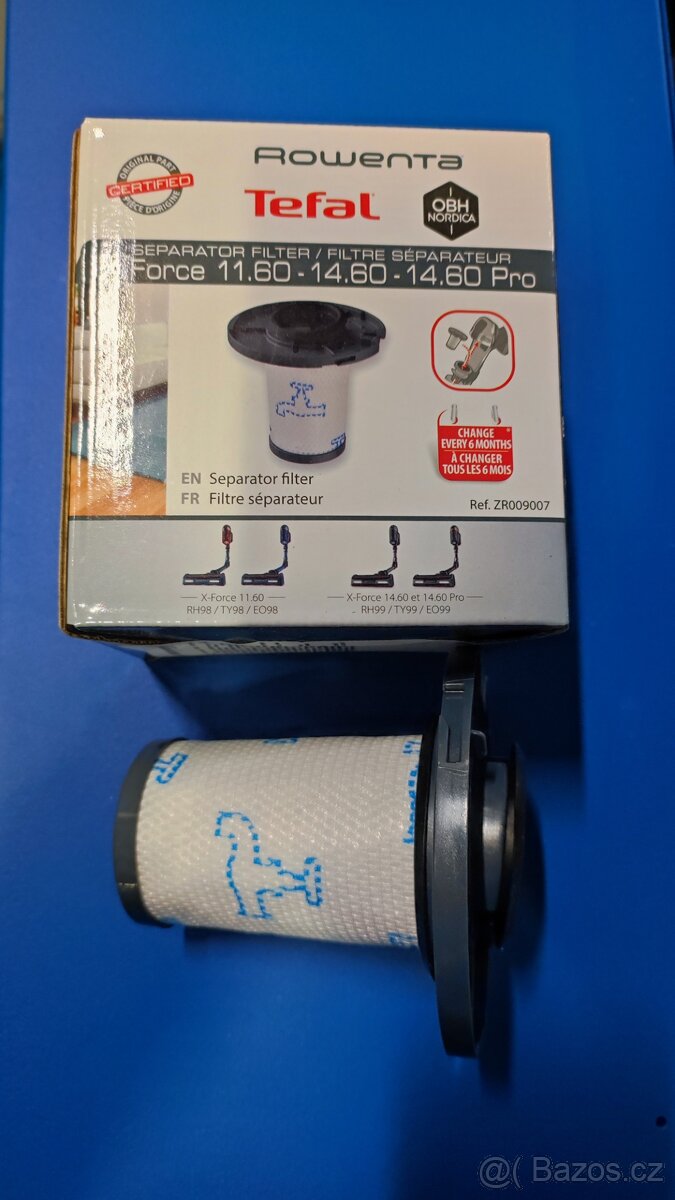 Rowenta
ORIGINAL PART
CERTIFIED
PIÈCE D'ORIGINE
Tefal
OBH
NORDICA
SEPARATOR FILTER / FILTRE SÉPARATEUR
Force 11.60 - 14.60 - 14.60 Pro
CHANGE
EVERY 6 MONTHS*
À CHANGER
TOUS LES 6 MOIS
EN Separator filter
FR Filtre séparateur
Ref. ZR009007
X-Force 11.60
RH98 / TY98 / EO98
X-Force 14.60 et 14.60 Pro
RH99 / TY99 / EO99
@( Bazos.cz